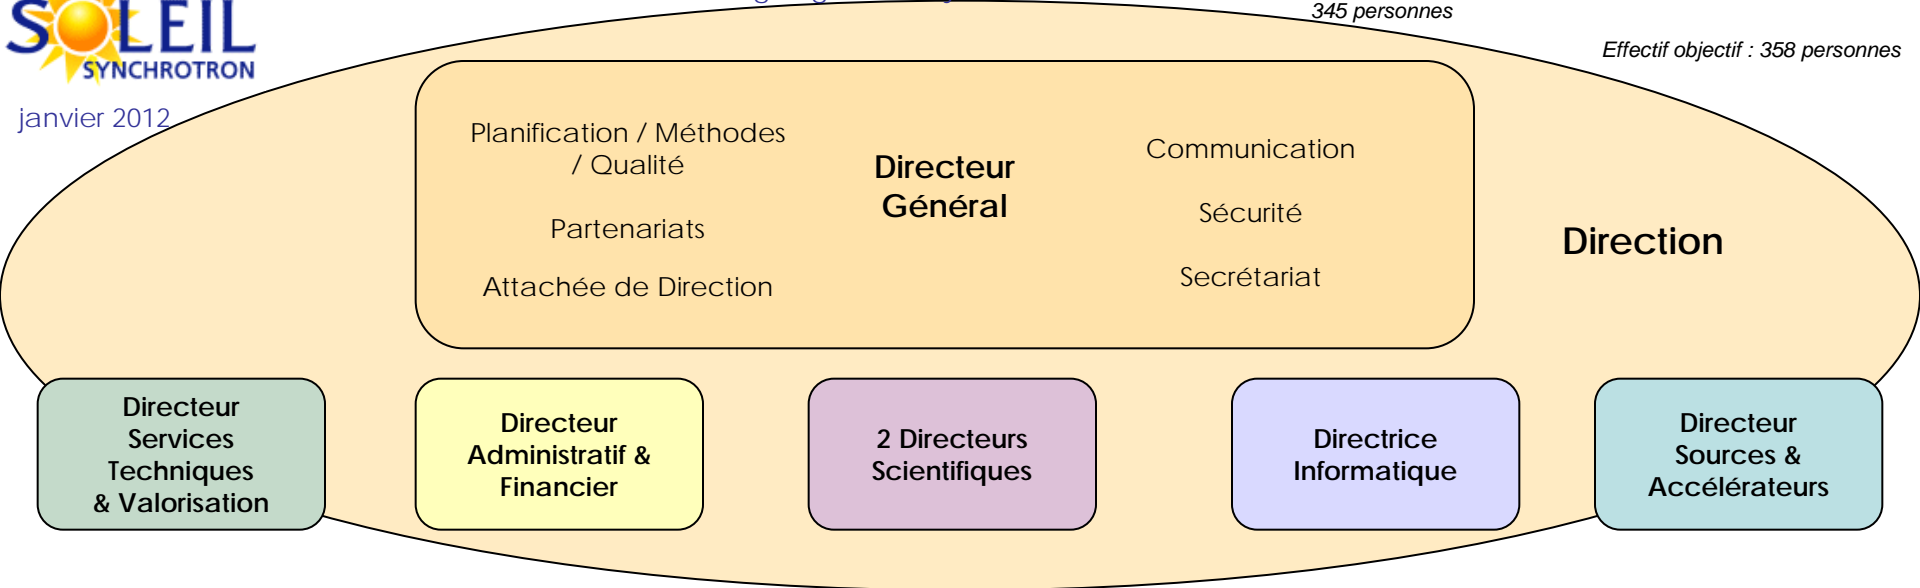 SOLEIL
SYNCHROTRON
345 personnes
Effectif objectif : 358 personnes
janvier 2012
Planification / Méthodes
/ Qualité
Partenariats
Attachée de Direction
Directeur
Général
Communication
Sécurité
Secrétariat
Direction
Directeur
Services
Techniques
& Valorisation
Directeur
Administratif &
Financier
2 Directeurs
Scientifiques
Directrice
Informatique
Directeur
Sources &
Accélérateurs